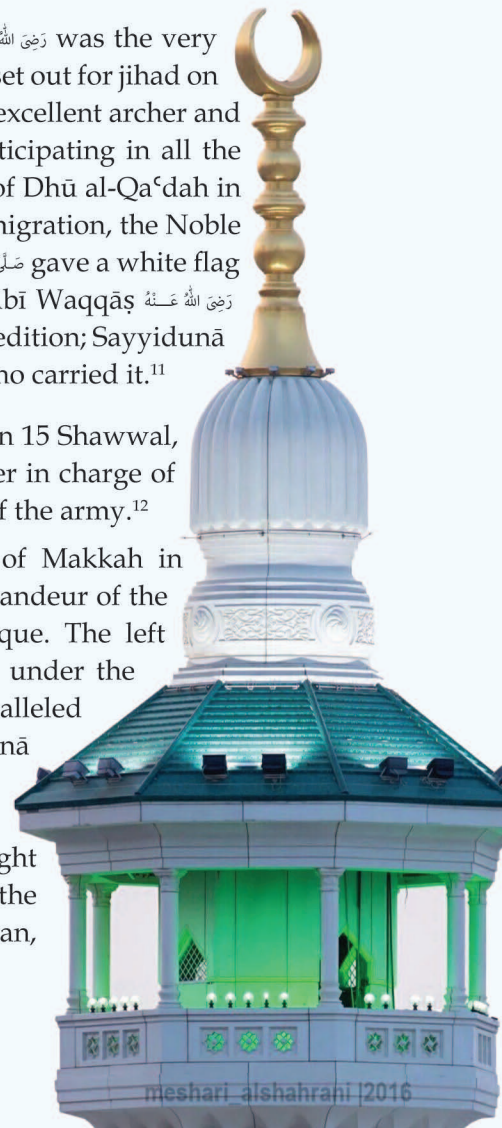 رَضِيَ اللهُ was the very
set out for jihad on
excellent archer and
ticipating in all the
of Dhū al-Qaʿdah in
nigration, the Noble
صَلَّى gave a white flag
abī Waqqāṣ رَضِيَ اللهُ عَـنْهُ
edition; Sayyidunā
ho carried it.¹¹
n 15 Shawwal,
er in charge of
f the army.¹²
of Makkah in
andeur of the
que. The left
under the
alleled
nā
ght
the
an,
meshari_alshahrani |2016